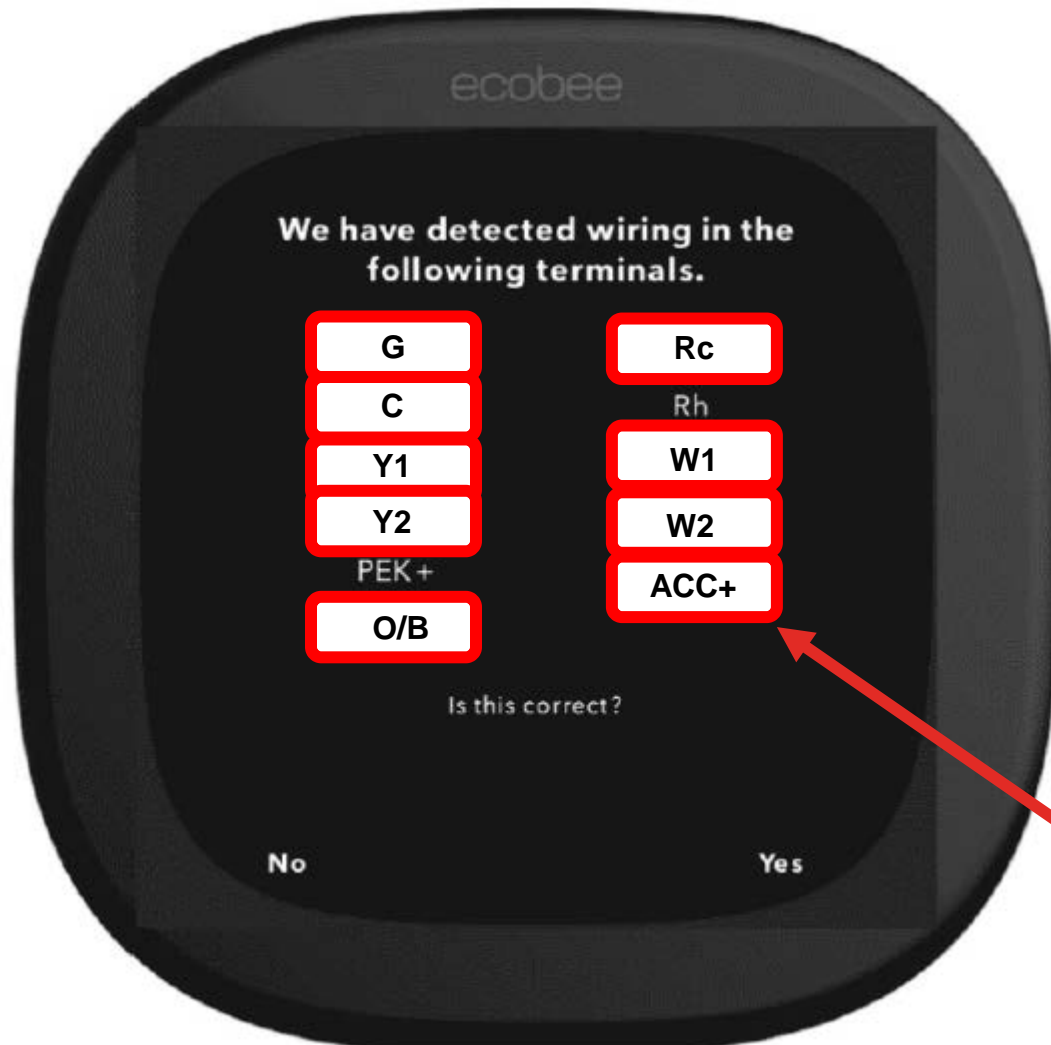 ecobee
We have detected wiring in the
following terminals.
G
C
Y1
Y2
PEK+
O/B
Rc
Rh
W1
W2
ACC+
Is this correct?
No
Yes